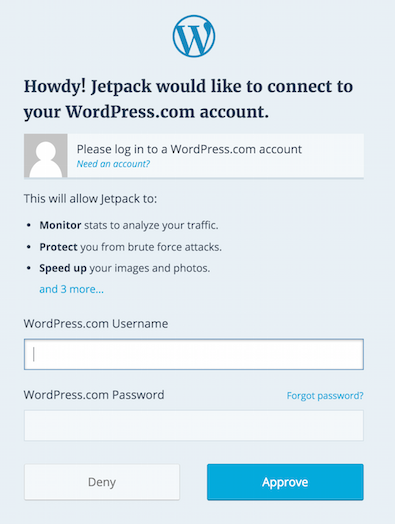 Howdy! Jetpack would like to connect to
your WordPress.com account.
Please log in to a WordPress.com account
Need an account?
This will allow Jetpack to:
• Monitor stats to analyze your traffic.
• Protect you from brute force attacks.
• Speed up your images and photos.
and 3 more...
WordPress.com Username
WordPress.com Password Forgot password?
Deny Approve